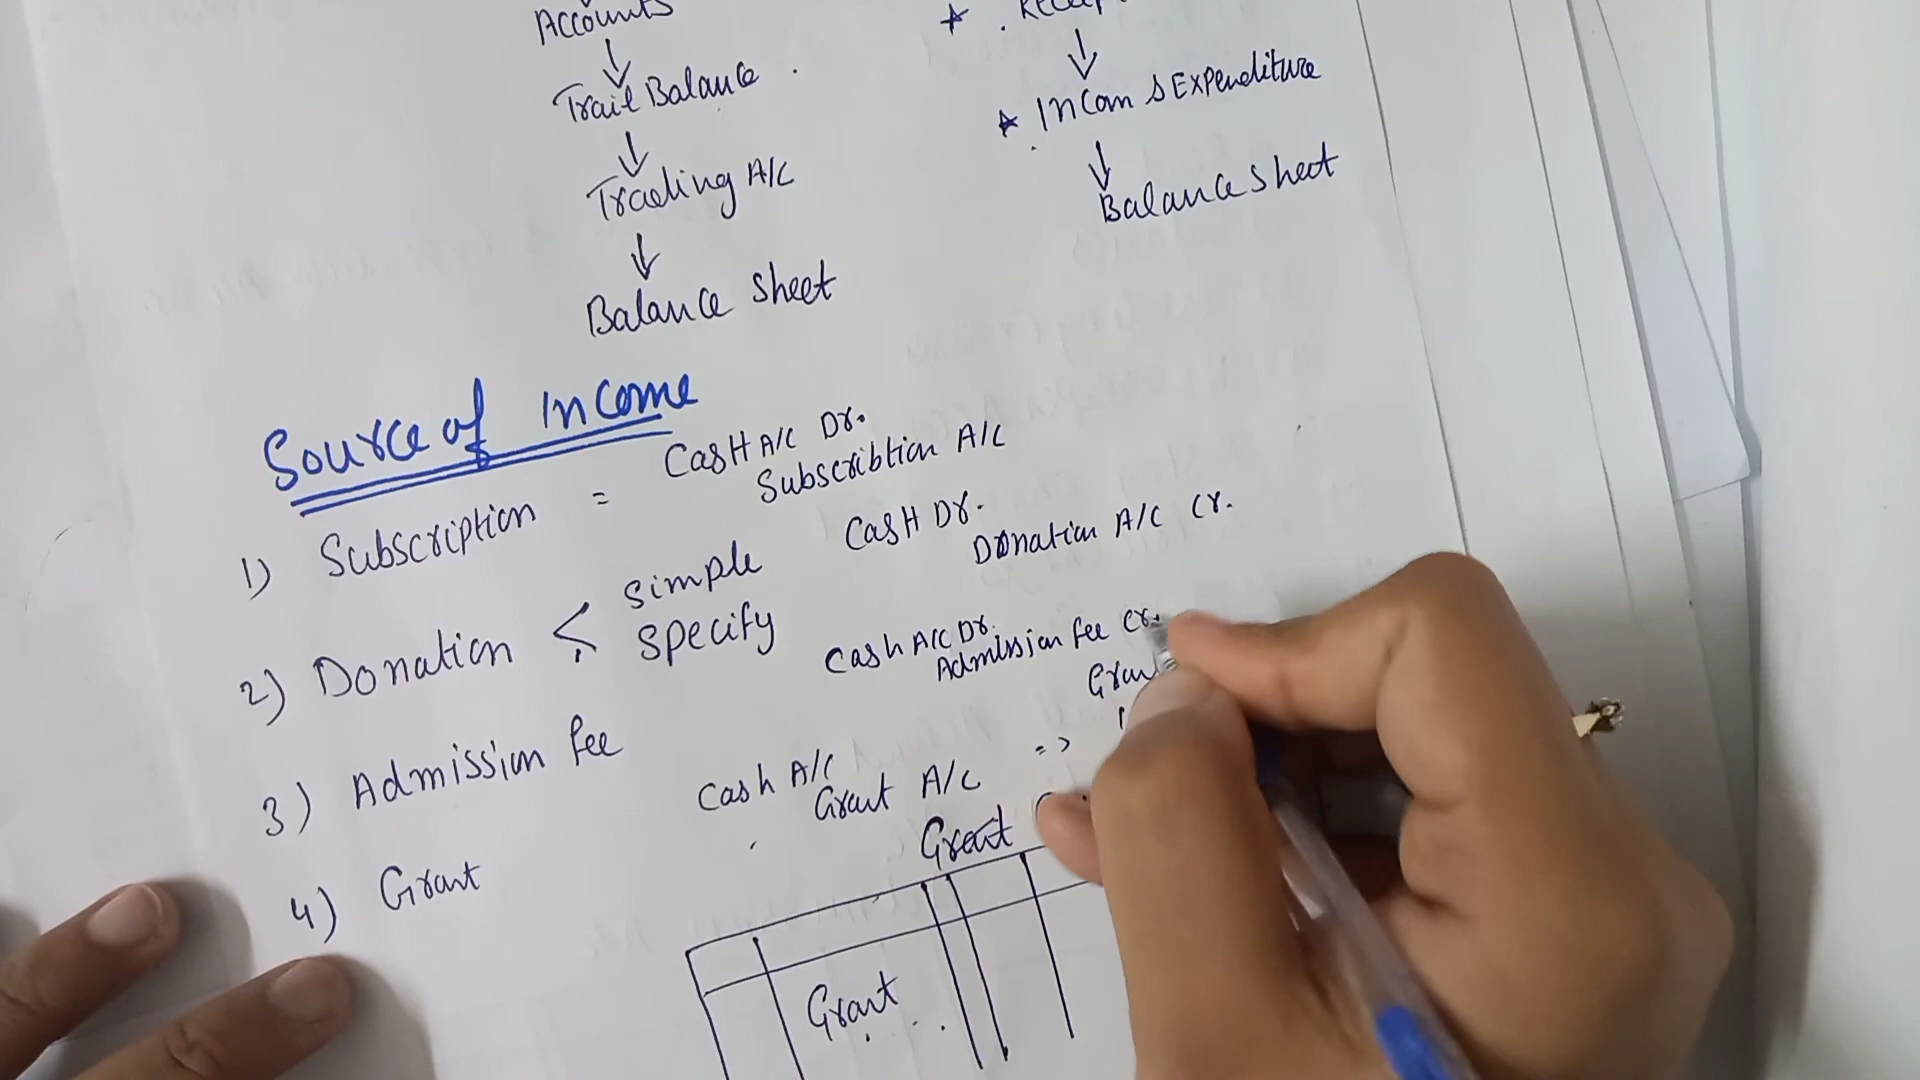 Accounts
Trail Balance
Trading A/C
Balance Sheet
InCom & Expenditure
Balance Sheet
Source of InCome
1) Subscription = CasH A/C Dr.
Subscribtion A/C
2) Donation < Simple
Specify
CasH Dr.
Donation A/C Cr.
3) Admission fee
Cash A/C Dr.
Admission fee Cr.
4) Grant
Cash A/C
Grant A/C =>
Grant
Grant